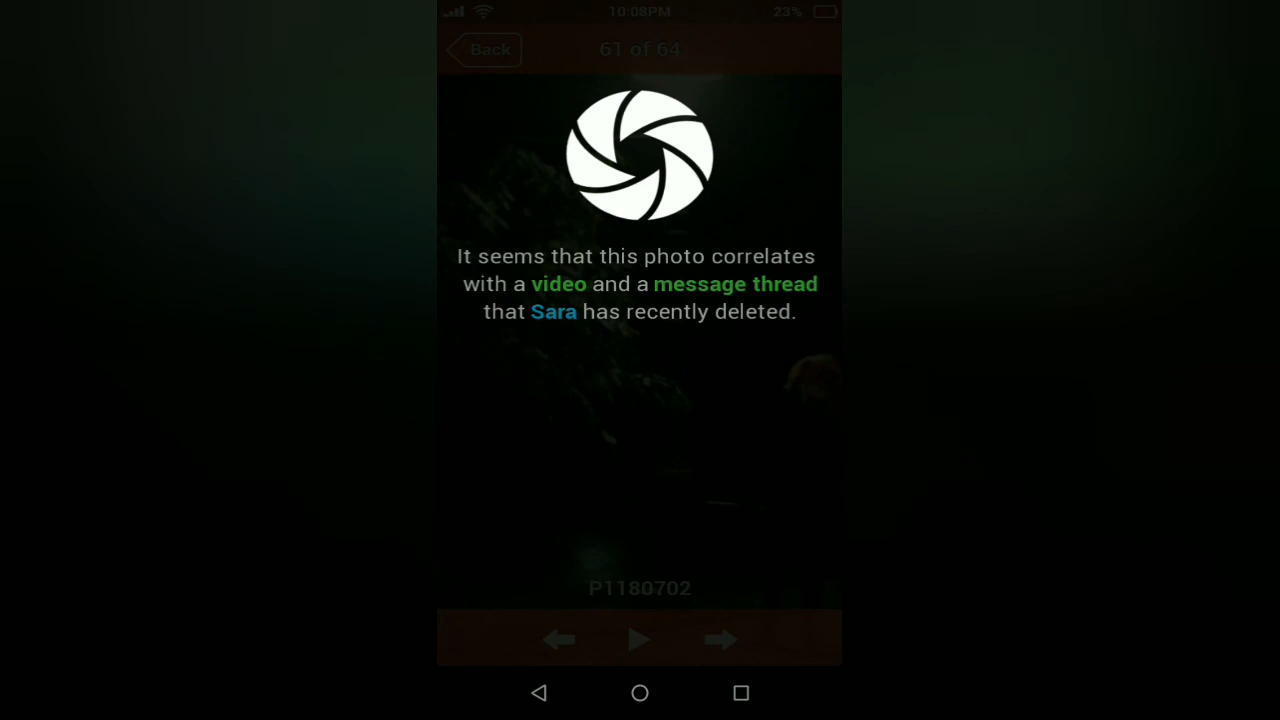 10:08PM 23%
Back 61 of 64
It seems that this photo correlates
with a video and a message thread
that Sara has recently deleted.
P1180702